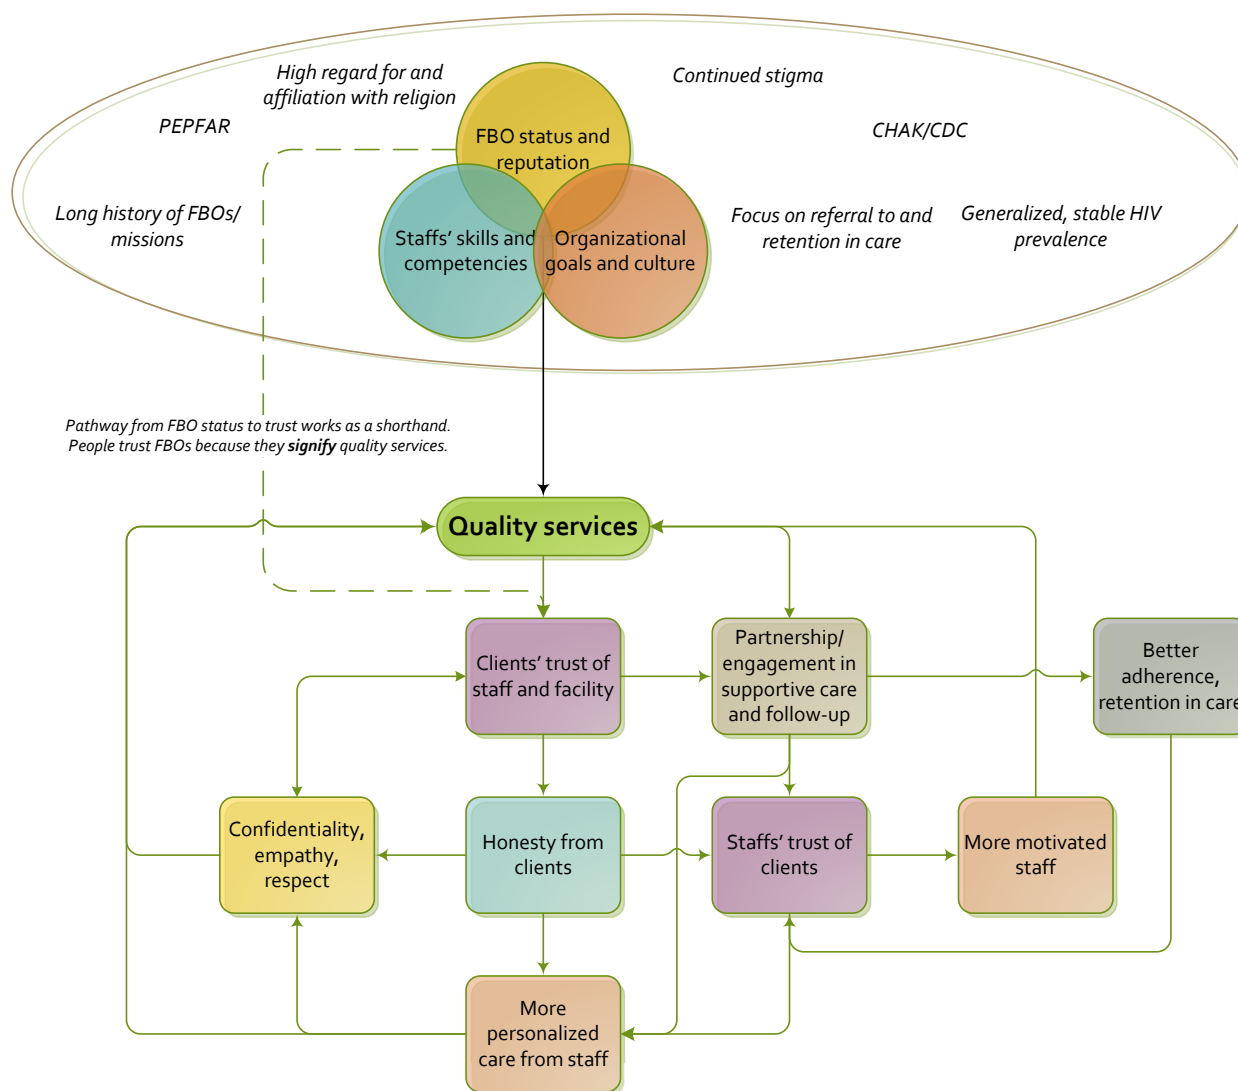 High regard for and
affiliation with religion
Continued stigma
PEPFAR
CHAK/CDC
FBO status and
reputation
Long history of FBOs/
missions
Staffs’ skills and
competencies
Organizational
goals and culture
Focus on referral to and
retention in care
Generalized, stable HIV
prevalence
Pathway from FBO status to trust works as a shorthand.
People trust FBOs because they signify quality services.
Quality services
Clients’ trust of
staff and facility
Partnership/
engagement in
supportive care
and follow-up
Better
adherence,
retention in care
Confidentiality,
empathy,
respect
Honesty from
clients
Staffs’ trust of
clients
More motivated
staff
More
personalized
care from staff